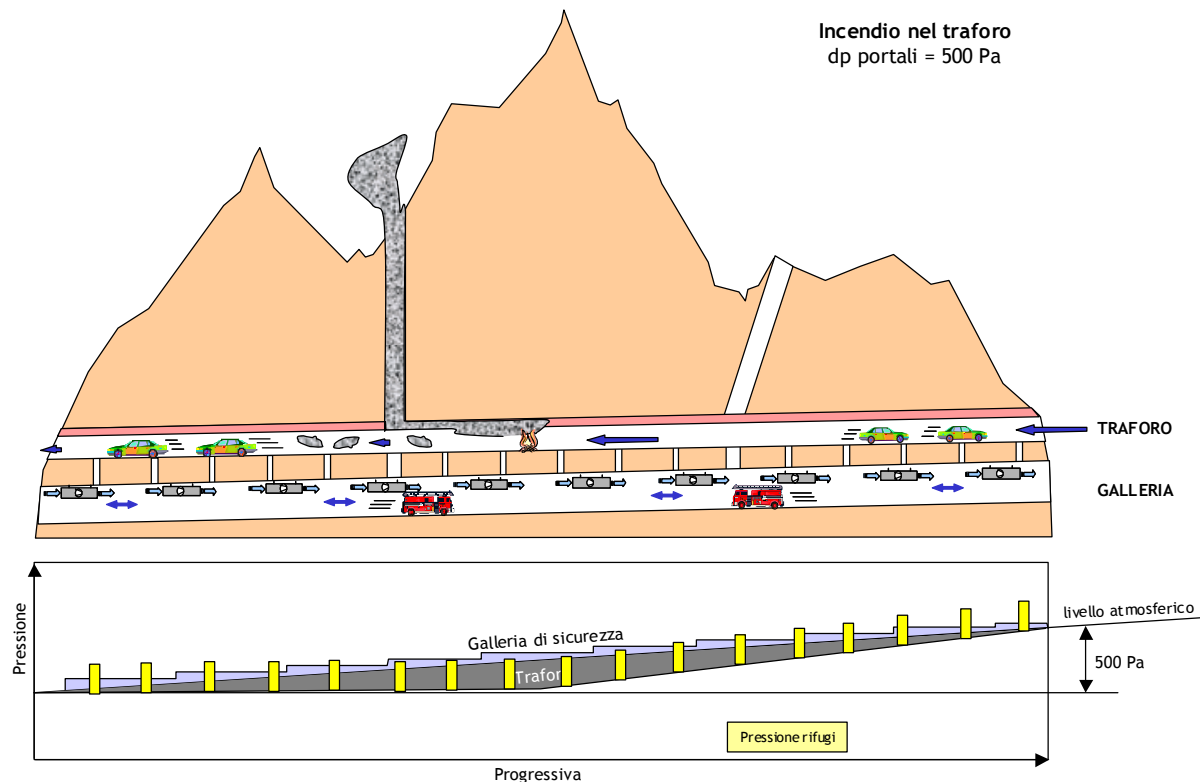 Incendio nel traforo
dp portali = 500 Pa
TRAFORO
GALLERIA
Pressione
Galleria di sicurezza
Trafor
livello atmosferico
500 Pa
Pressione rifugi
Progressiva